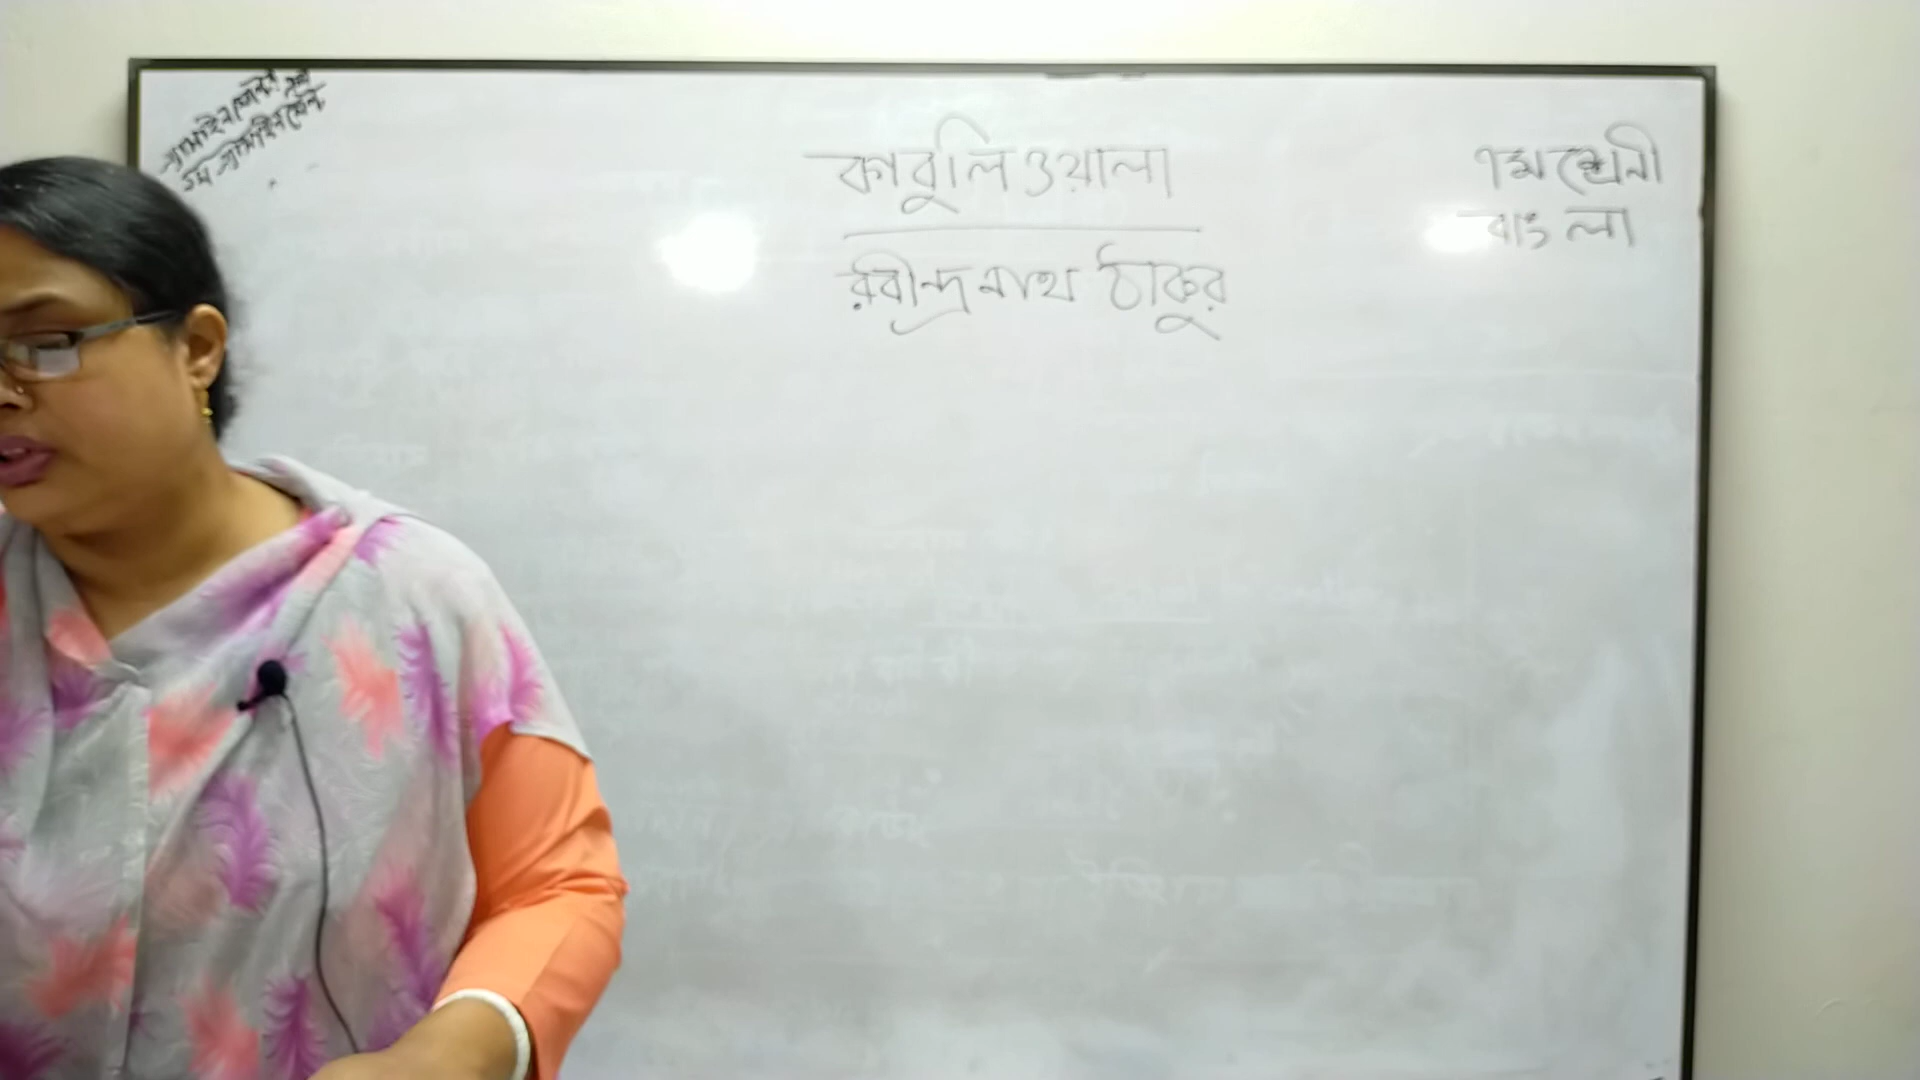 কাবুলিওয়ালা
রবীন্দ্রনাথ ঠাকুর
৭ম শ্রেনী
বাংলা